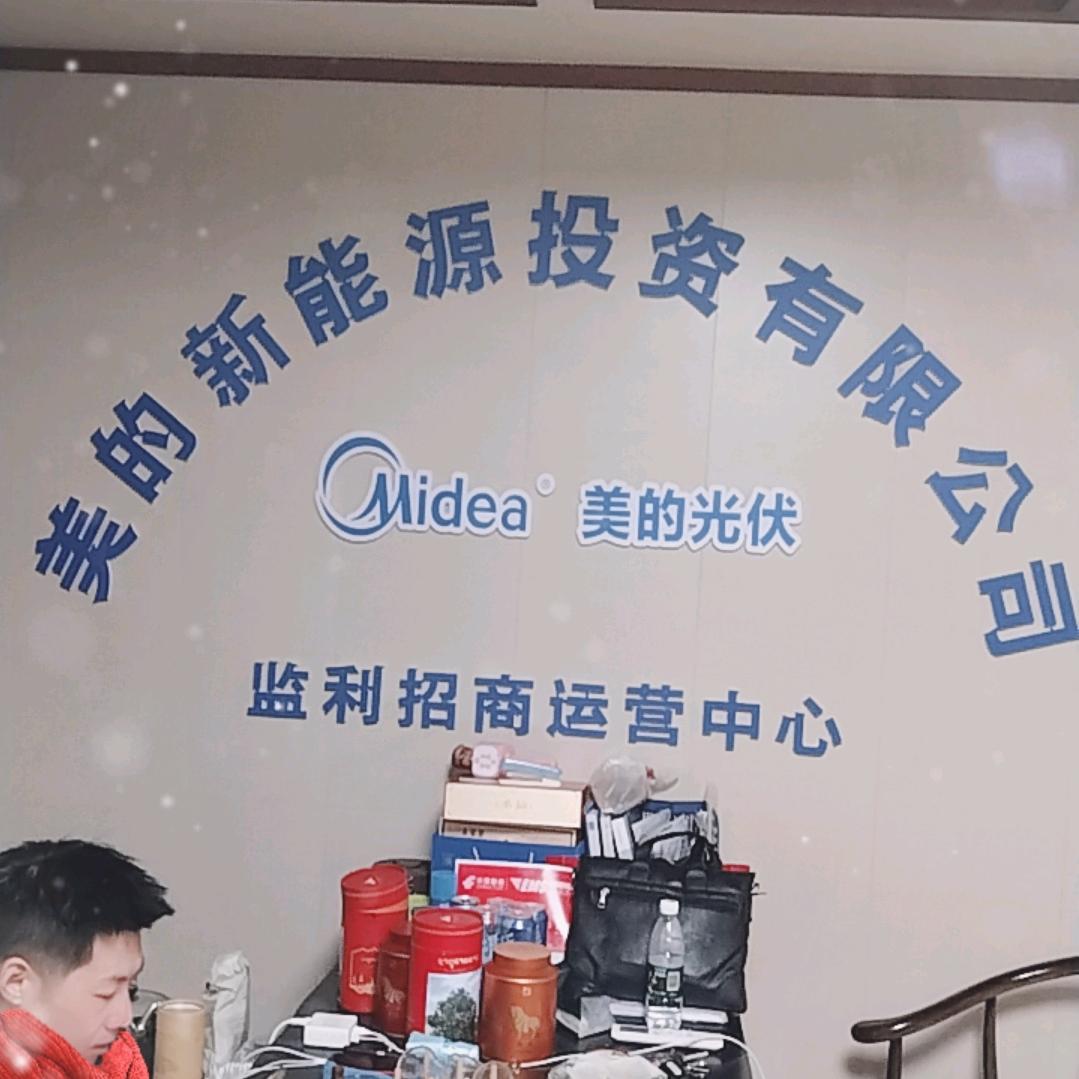 美的新能源投资有限公司
Midea 美的光伏
监利招商运营中心
EMS